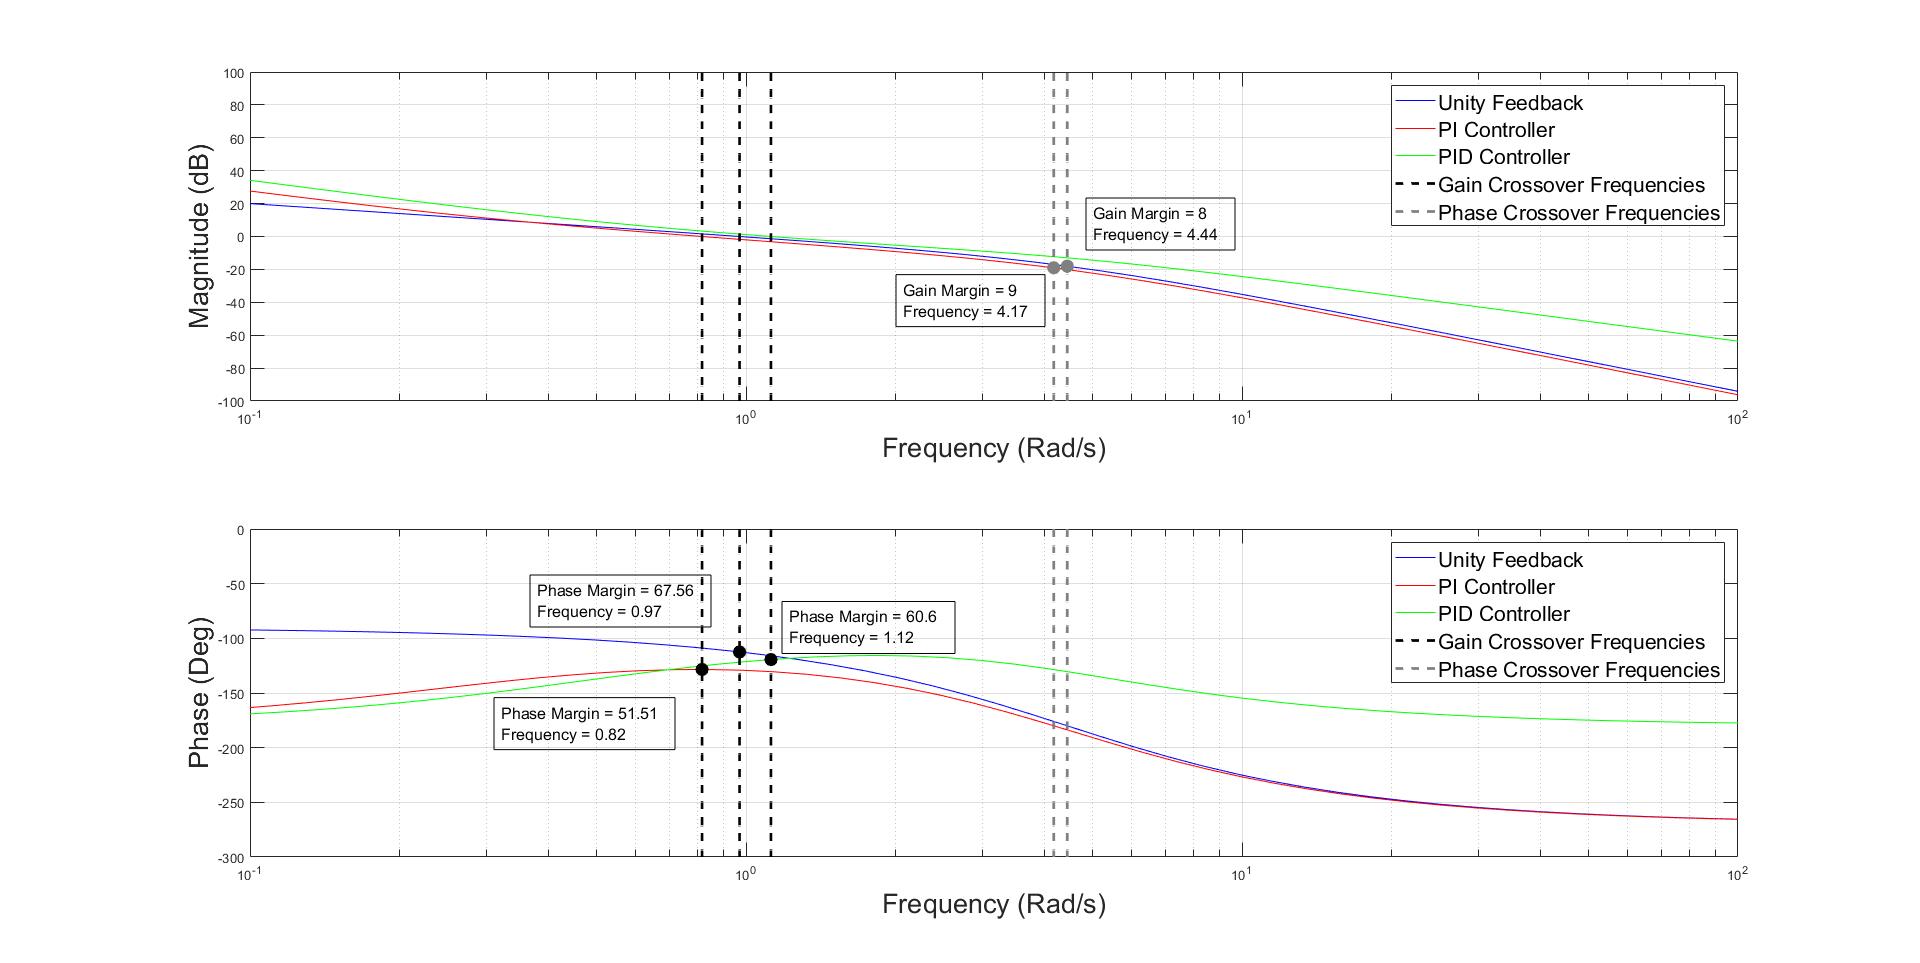 100
80
60
40
20
0
-20
-40
-60
-80
-100
Magnitude (dB)
Unity Feedback
PI Controller
PID Controller
Gain Crossover Frequencies
Phase Crossover Frequencies
Gain Margin = 8
Frequency = 4.44
Gain Margin = 9
Frequency = 4.17
10-1
100
101
102
Frequency (Rad/s)
0
-50
-100
-150
-200
-250
-300
Phase (Deg)
Unity Feedback
PI Controller
PID Controller
Gain Crossover Frequencies
Phase Crossover Frequencies
Phase Margin = 67.56
Frequency = 0.97
Phase Margin = 60.6
Frequency = 1.12
Phase Margin = 51.51
Frequency = 0.82
10-1
100
101
102
Frequency (Rad/s)